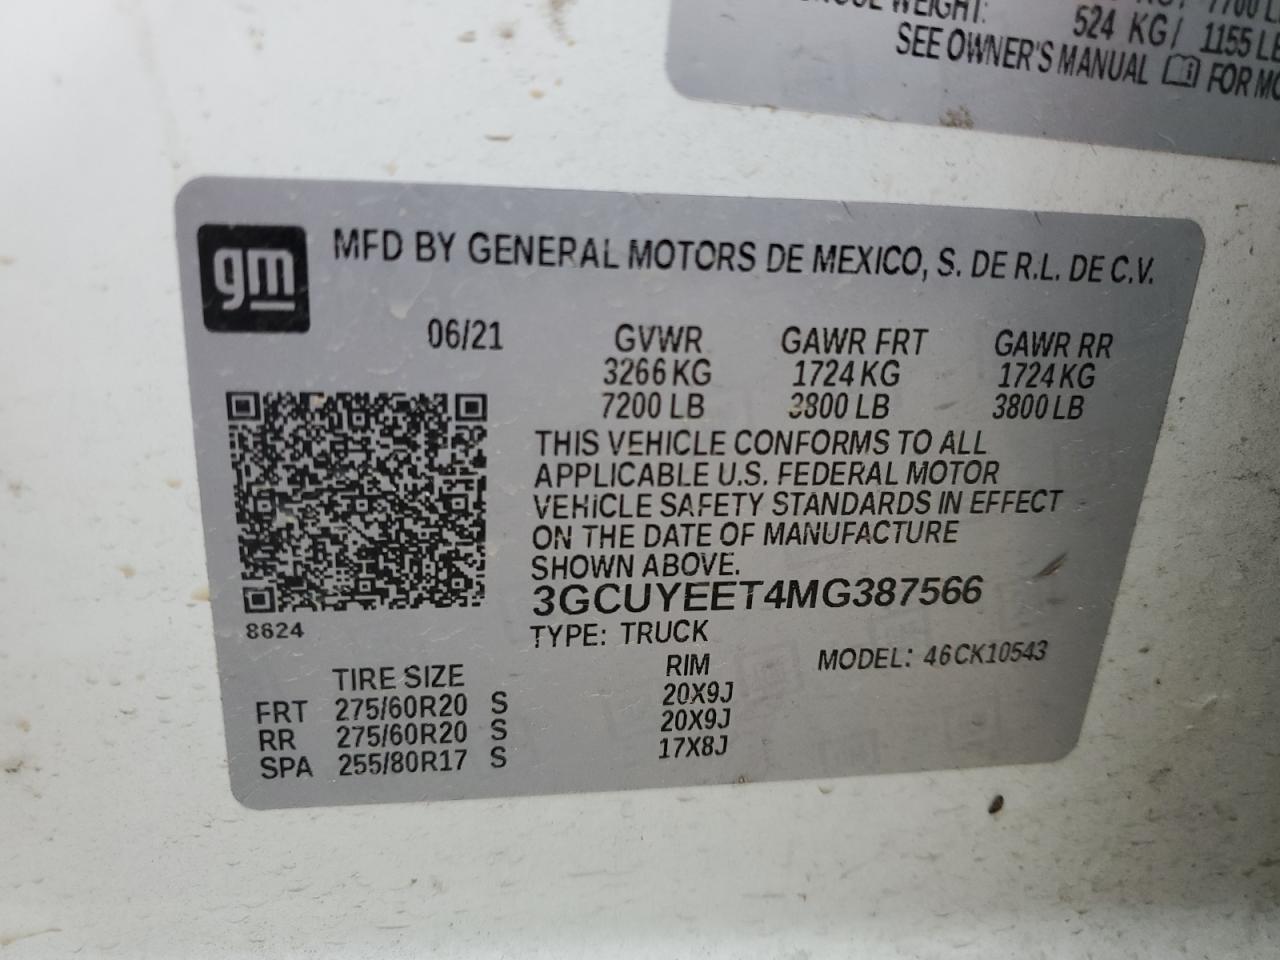 WEIGHT:
524 KG/ 1155 LB
SEE OWNER'S MANUAL FOR
gm
MFD BY GENERAL MOTORS DE MEXICO, S. DE R.L. DE C.V.
06/21 GVWR GAWR FRT GAWR RR
3266 KG 1724 KG 1724 KG
7200 LB 3800 LB 3800 LB
THIS VEHICLE CONFORMS TO ALL
APPLICABLE U.S. FEDERAL MOTOR
VEHICLE SAFETY STANDARDS IN EFFECT
ON THE DATE OF MANUFACTURE
SHOWN ABOVE.
3GCUYEET4MG387566
8624
TYPE: TRUCK
MODEL: 46CK10543
TIRE SIZE RIM
FRT 275/60R20 S 20X9J
RR 275/60R20 S 20X9J
SPA 255/80R17 S 17X8J